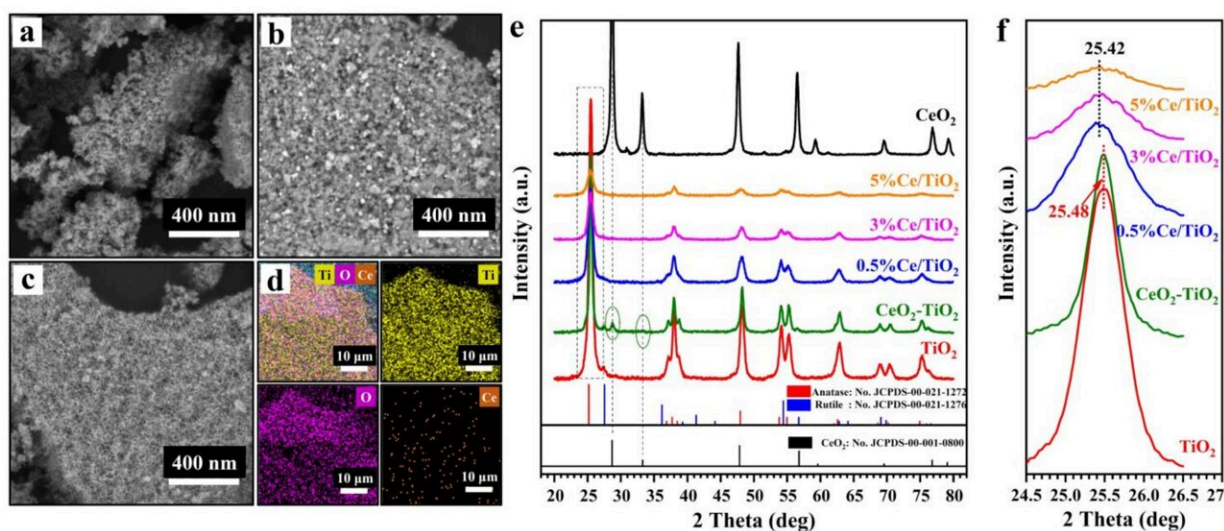 a
400 nm
b
400 nm
c
400 nm
d
Ti O Ce
10 μm
Ti
10 μm
O
10 μm
Ce
10 μm
e
Intensity (a.u.)
CeO₂
5%Ce/TiO₂
3%Ce/TiO₂
0.5%Ce/TiO₂
CeO₂-TiO₂
TiO₂
Anatase: No. JCPDS-00-021-1272
Rutile : No. JCPDS-00-021-1276
CeO₂: No. JCPDS-00-001-0800
20 25 30 35 40 45 50 55 60 65 70 75 80
2 Theta (deg)
f
Intensity (a.u.)
25.42
5%Ce/TiO₂
3%Ce/TiO₂
25.48
0.5%Ce/TiO₂
CeO₂-TiO₂
TiO₂
24.5 25 25.5 26 26.5 27
2 Theta (deg)